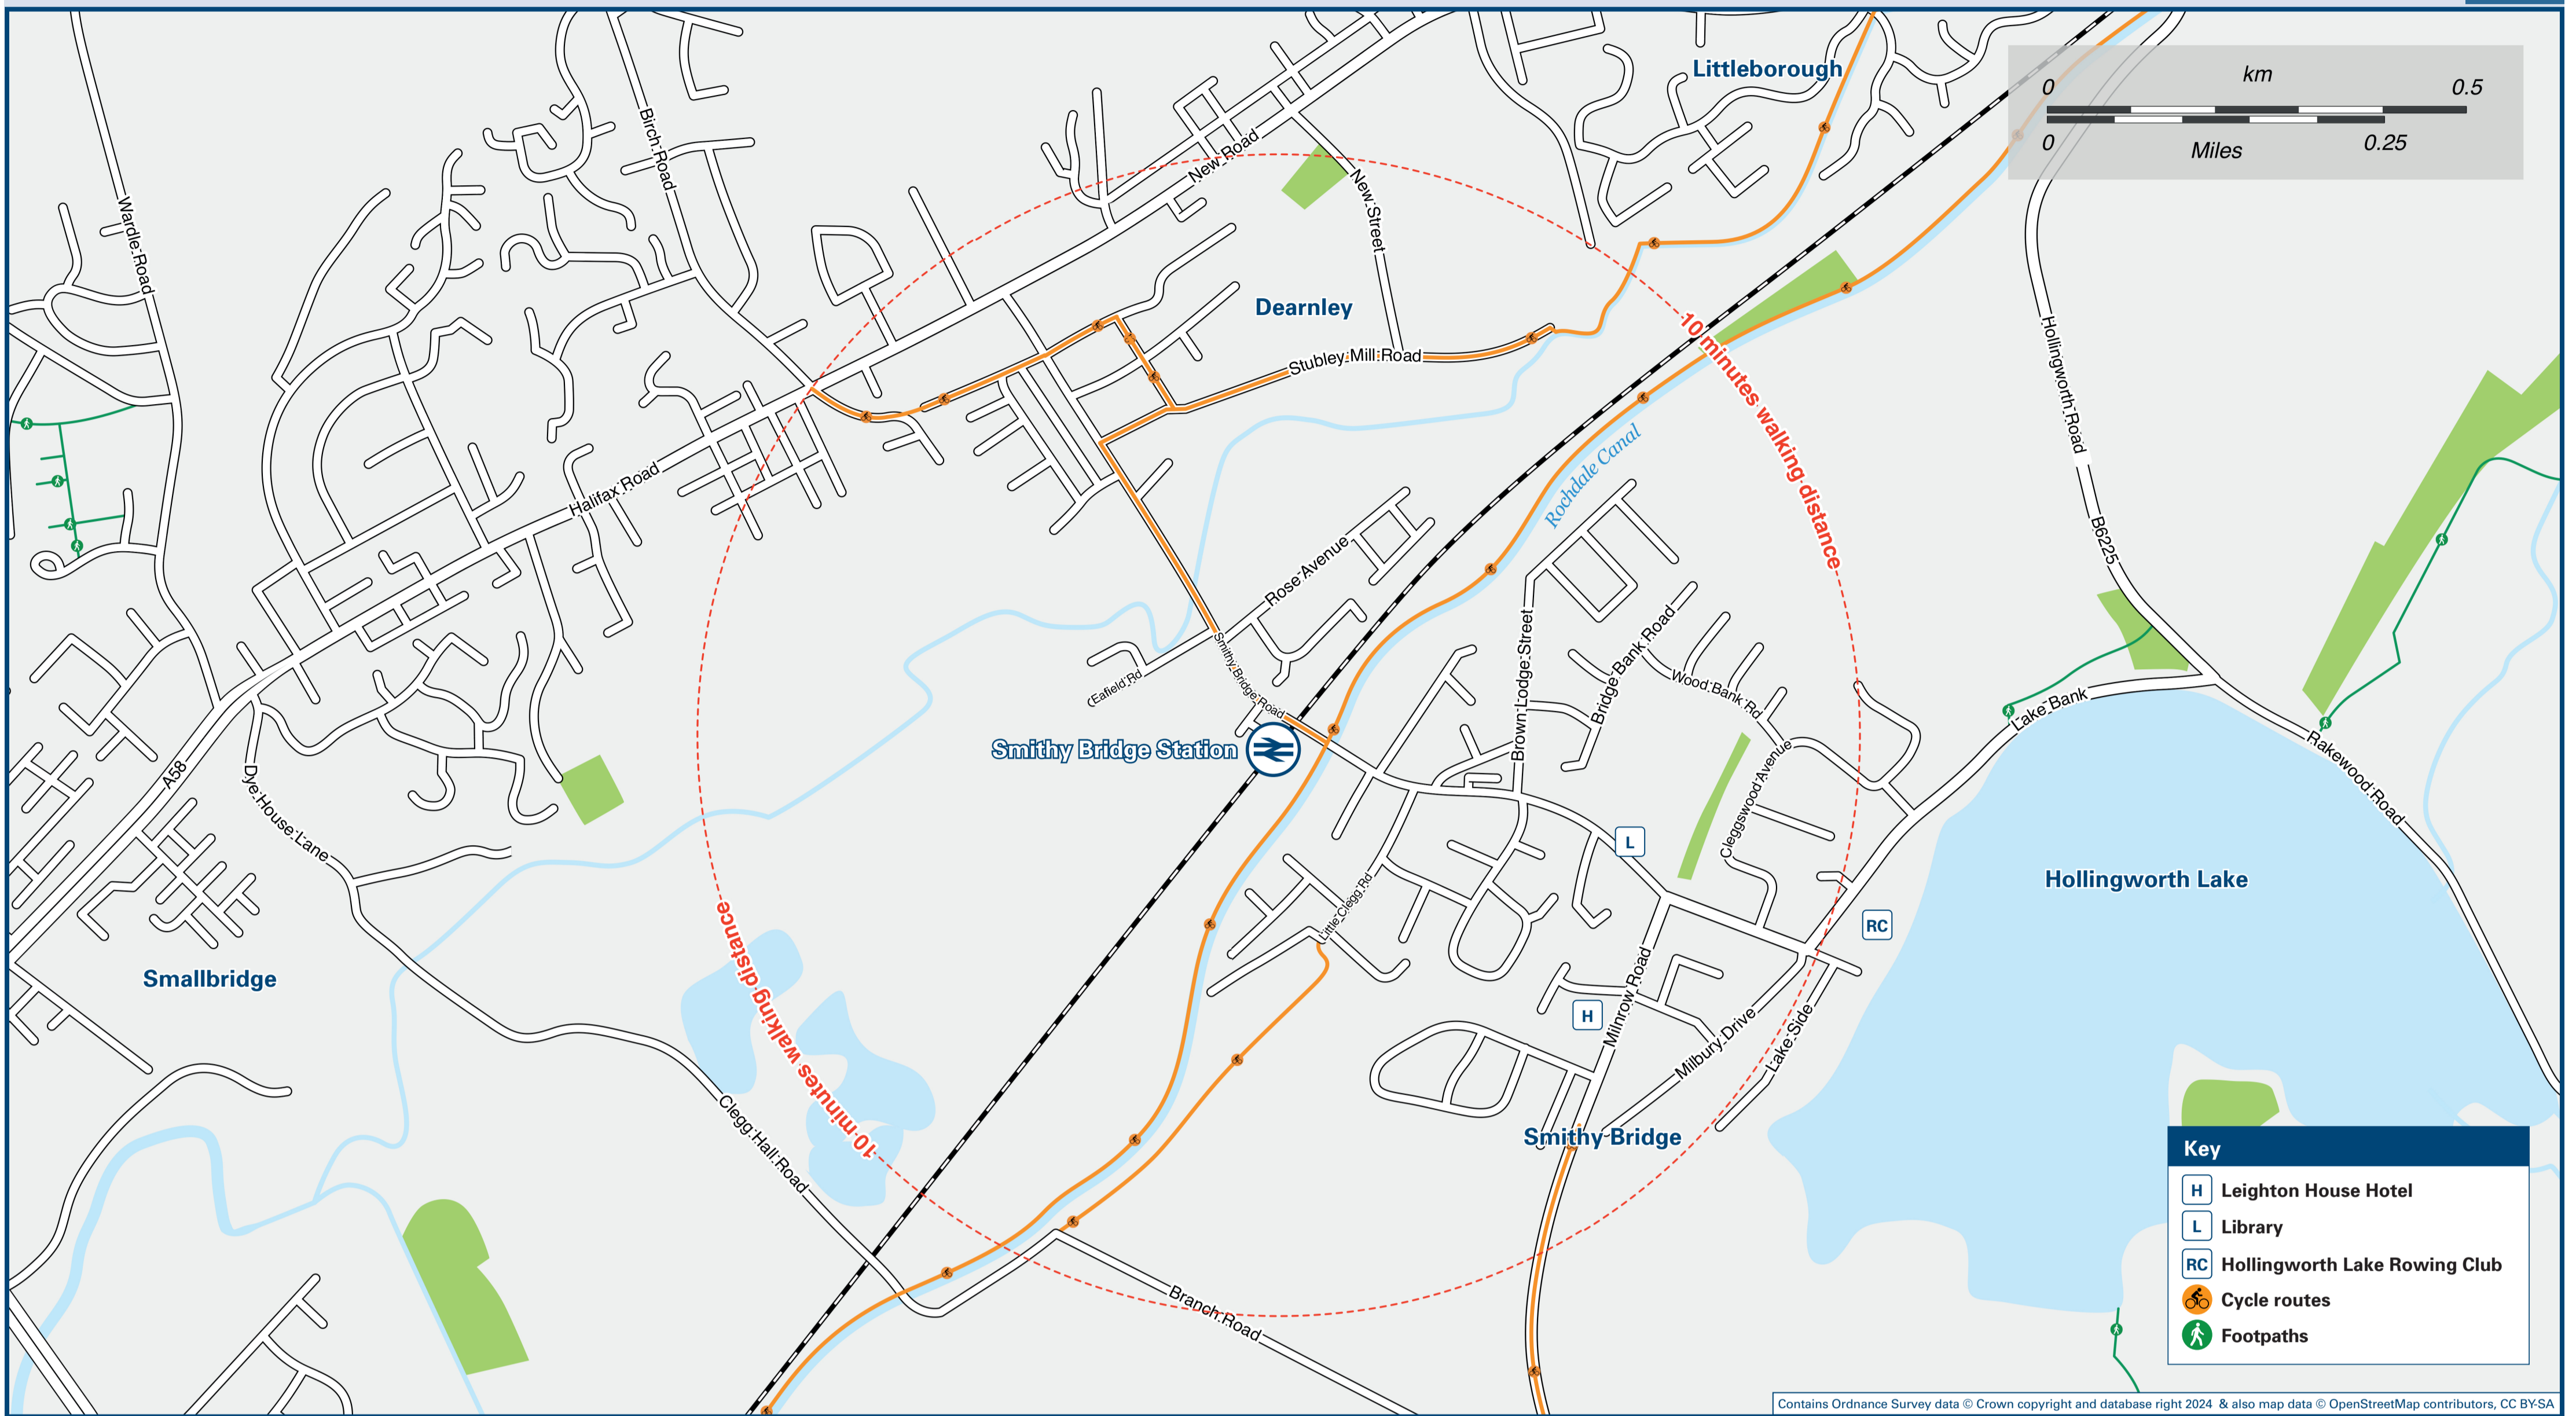 Littleborough
km
0 0.5
0 0.25
Miles
Birch Road
New Road
Wardle Road
New Street
Dearnley
10 minutes walking distance
Stubley Mill Road
Hollingworth Road
Rochdale Canal
Halifax Road
B6225
Rose Avenue
Smithy Bridge Road
Eafield Rd
Brown Lodge Street
Bridge Bank Road
Wood Bank Rd
Lake Bank
Rakewood Road
Smithy Bridge Station
A58
Dye House Lane
Cleggswood Avenue
L
Hollingworth Lake
Little Clegg Rd
RC
Smallbridge
10 minutes walking distance
H
Milnrow Road
Milbury Drive
Lake Side
Clegg Hall Road
Smithy Bridge
Branch Road
Key
H Leighton House Hotel
L Library
RC Hollingworth Lake Rowing Club
Cycle routes
Footpaths
Contains Ordnance Survey data © Crown copyright and database right 2024 & also map data © OpenStreetMap contributors, CC BY-SA